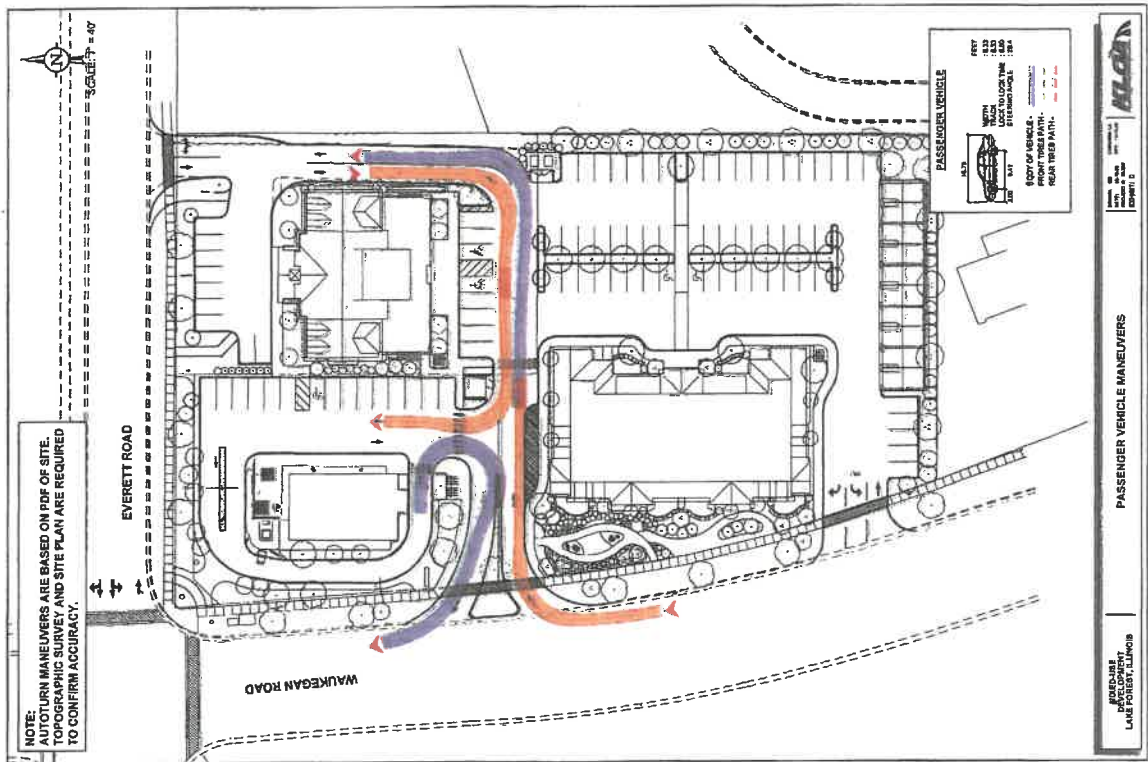 NOTE:
AUTOTURN MANEUVERS ARE BASED ON PDF OF SITE.
TOPOGRAPHIC SURVEY AND SITE PLAN ARE REQUIRED
TO CONFIRM ACCURACY.
N
SCALE: 1" = 40'
EVERETT ROAD
WAUKEGAN ROAD
PASSENGER VEHICLE
FEET
WIDTH
TRACK
LOCK TO LOCK TIME
STEERING ANGLE
BODY OF VEHICLE -
FRONT TIRES PATH -
REAR TIRES PATH -
MIXED-USE
DEVELOPMENT
LAKE FOREST, ILLINOIS
PASSENGER VEHICLE MANEUVERS
KLOA